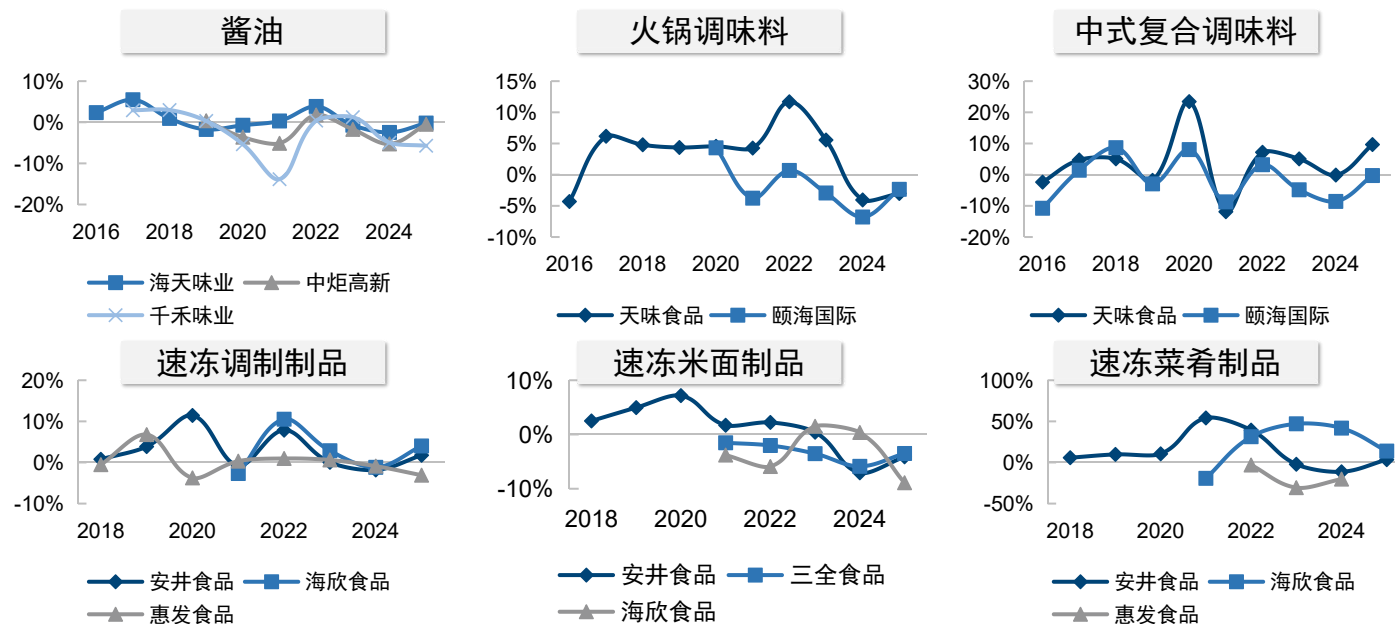 酱油
10%
0%
-10%
-20%
2016 2018 2020 2022 2024
海天味业 中炬高新
千禾味业
火锅调味料
15%
10%
5%
0%
-5%
-10%
2016 2018 2020 2022 2024
天味食品 颐海国际
中式复合调味料
30%
20%
10%
0%
-10%
-20%
2016 2018 2020 2022 2024
天味食品 颐海国际
速冻调制制品
20%
10%
0%
-10%
2018 2020 2022 2024
安井食品 海欣食品
惠发食品
速冻米面制品
10%
0%
-10%
2018 2020 2022 2024
安井食品 三全食品
海欣食品
速冻菜肴制品
100%
50%
0%
-50%
2018 2020 2022 2024
安井食品 海欣食品
惠发食品